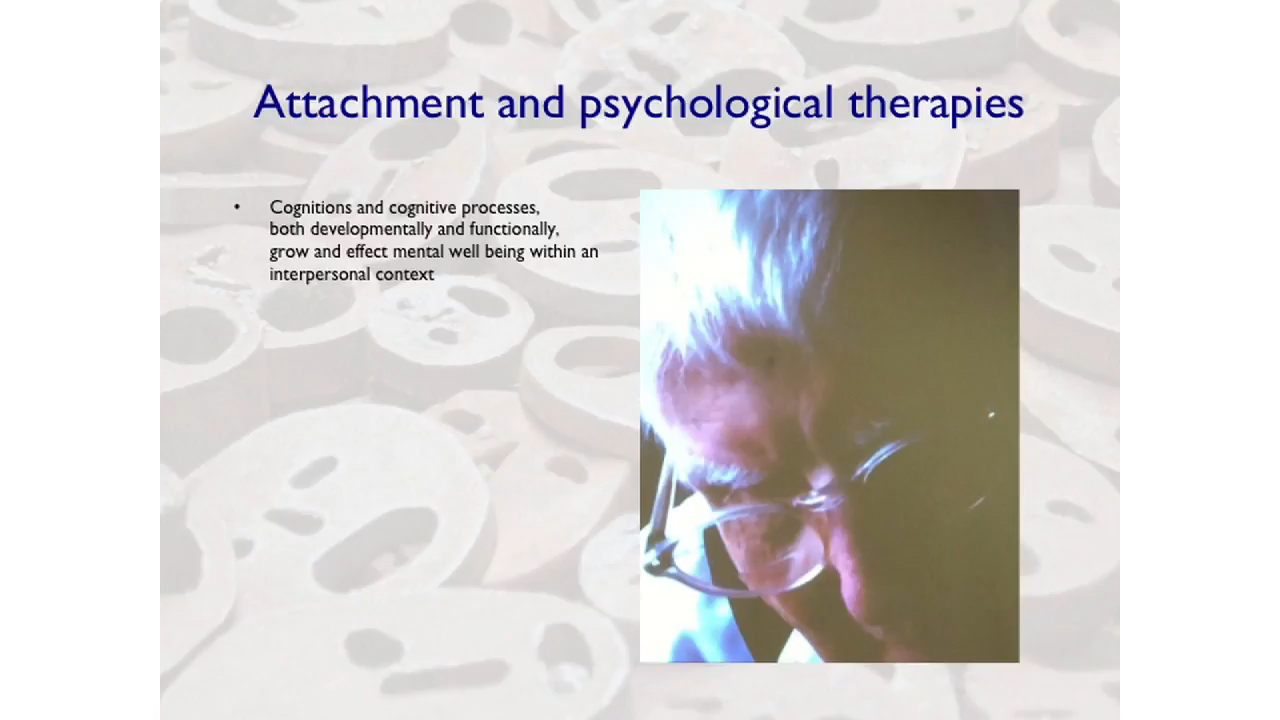 Attachment and psychological therapies
• Cognitions and cognitive processes,
both developmentally and functionally,
grow and effect mental well being within an
interpersonal context